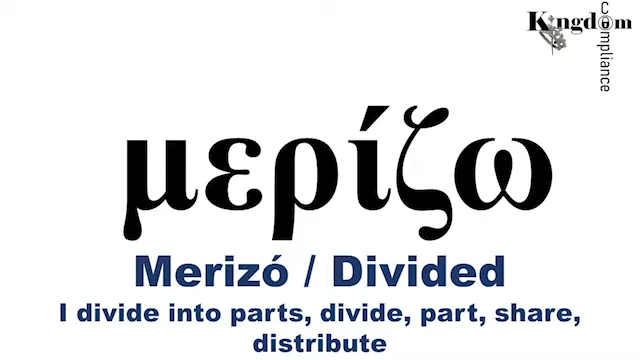 Kingdom
Compliance
μερίζω
Merizó / Divided
I divide into parts, divide, part, share,
distribute